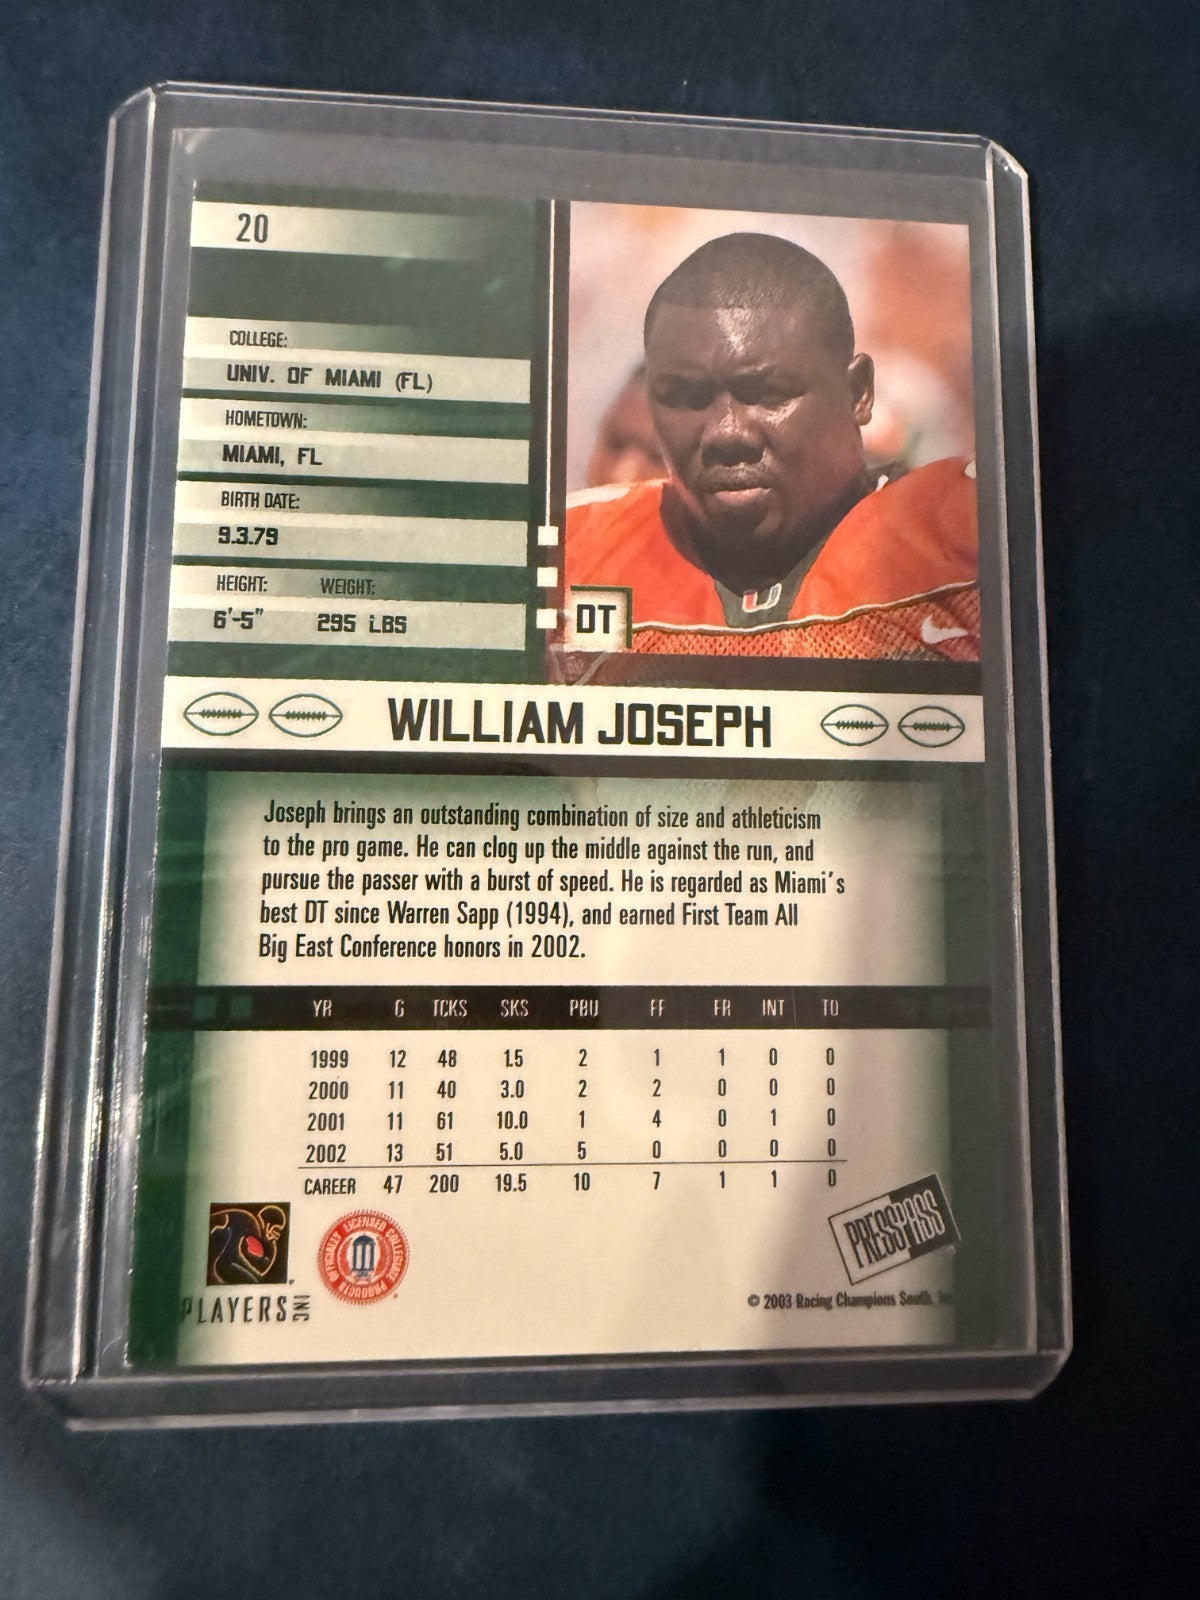 20
COLLEGE:
UNIV. OF MIAMI (FL)
HOMETOWN:
MIAMI, FL
BIRTH DATE:
9.3.79
HEIGHT: WEIGHT:
6'-5" 295 LBS
DT
WILLIAM JOSEPH
Joseph brings an outstanding combination of size and athleticism
to the pro game. He can clog up the middle against the run, and
pursue the passer with a burst of speed. He is regarded as Miami's
best DT since Warren Sapp (1994), and earned First Team All
Big East Conference honors in 2002.
YR G TCKS SKS PBU FF FR INT TD
1999 12 48 1.5 2 1 1 0 0
2000 11 40 3.0 2 2 0 0 0
2001 11 61 10.0 1 4 0 1 0
2002 13 51 5.0 5 0 0 0 0
CAREER 47 200 19.5 10 7 1 1 0
PLAYERS INC
OFFICIALLY LICENSED COLLEGIATE PRODUCTS
PRESS PASS
© 2003 Racing Champions South,